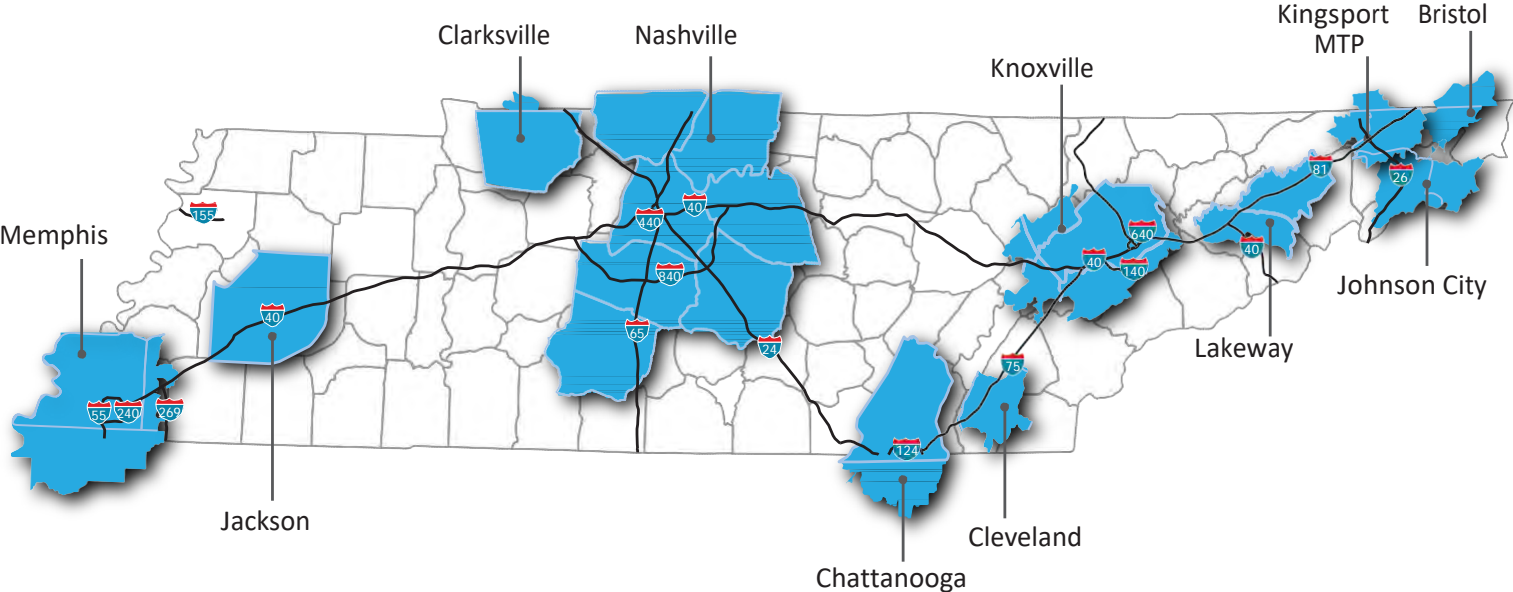 Kingsport
MTP
Bristol
Clarksville
Nashville
Knoxville
81
26
155
40
440
Memphis
640
40
40
140
840
Johnson City
40
65
24
Lakeway
75
55
240
269
124
Jackson
Cleveland
Chattanooga